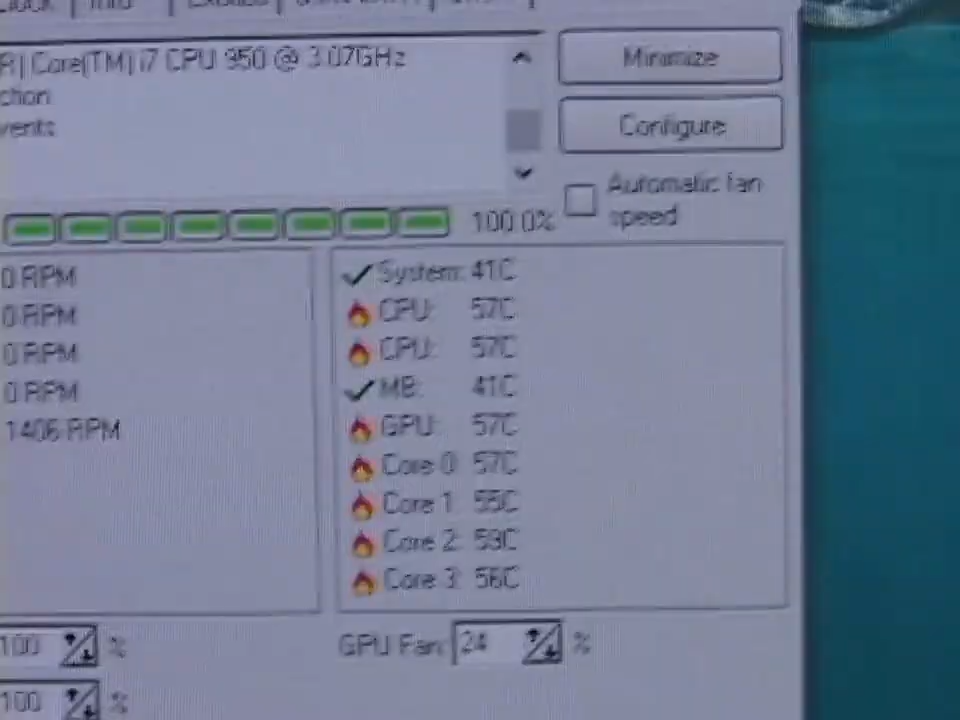 Info
R) Core(TM) i7 CPU 950 @ 3.07GHz
Minimize
ction
vents
Configure
Automatic fan
speed
100.0%
0 RPM
0 RPM
0 RPM
0 RPM
1406 RPM
System: 41C
CPU: 57C
CPU: 57C
MB: 41C
GPU: 57C
Core 0: 57C
Core 1: 55C
Core 2: 59C
Core 3: 56C
100 %
GPU Fan: 24 %
100 %